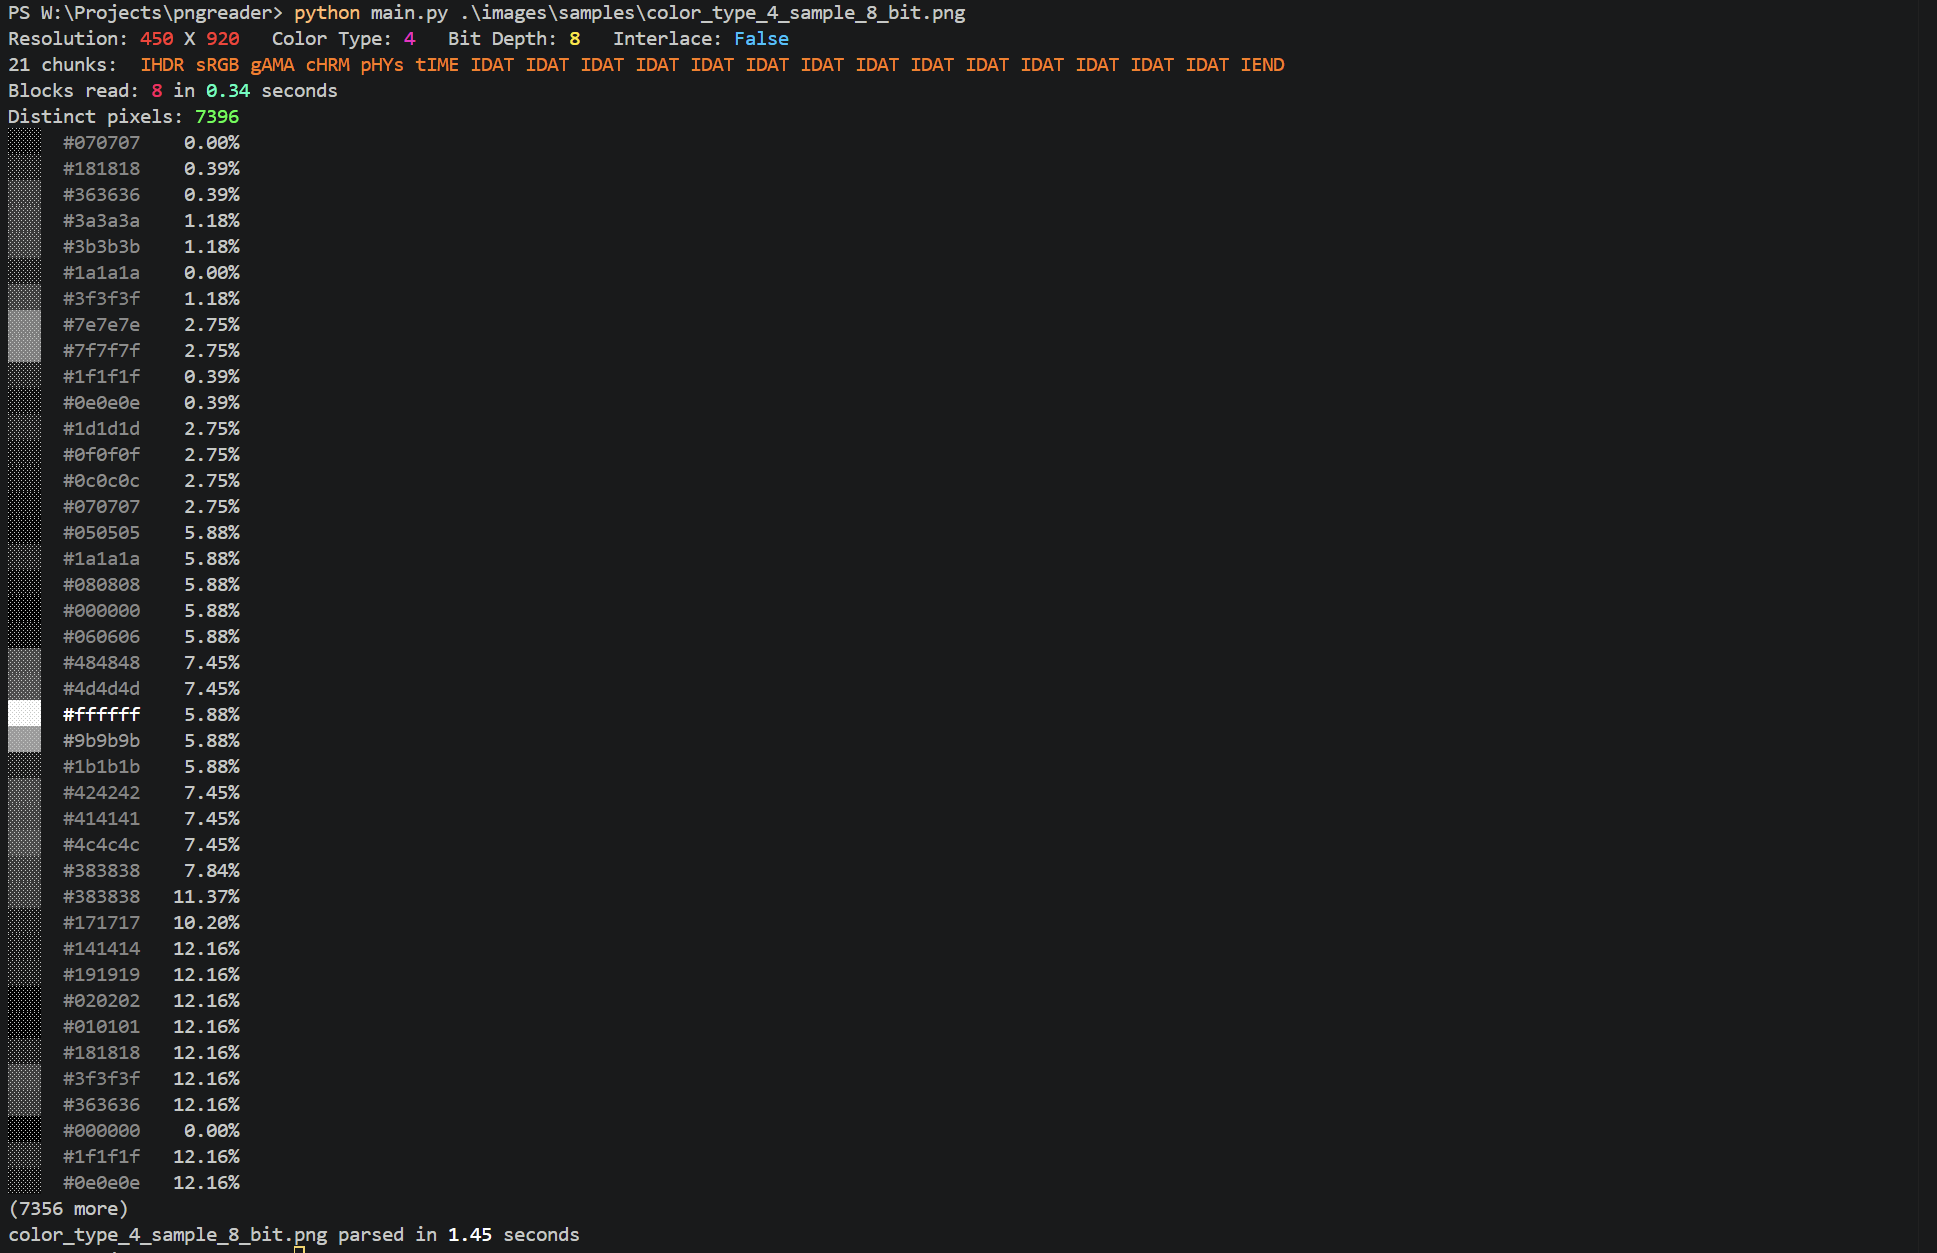 PS W:\Projects\pngreader> python main.py .\images\samples\color_type_4_sample_8_bit.png
Resolution: 450 X 920   Color Type: 4   Bit Depth: 8   Interlace: False
21 chunks:  IHDR sRGB gAMA cHRM pHYs tIME IDAT IDAT IDAT IDAT IDAT IDAT IDAT IDAT IDAT IDAT IDAT IDAT IDAT IDAT IEND
Blocks read: 8 in 0.34 seconds
Distinct pixels: 7396
#070707    0.00%
#181818    0.39%
#363636    0.39%
#3a3a3a    1.18%
#3b3b3b    1.18%
#1a1a1a    0.00%
#3f3f3f    1.18%
#7e7e7e    2.75%
#7f7f7f    2.75%
#1f1f1f    0.39%
#0e0e0e    0.39%
#1d1d1d    2.75%
#0f0f0f    2.75%
#0c0c0c    2.75%
#070707    2.75%
#050505    5.88%
#1a1a1a    5.88%
#080808    5.88%
#000000    5.88%
#060606    5.88%
#484848    7.45%
#4d4d4d    7.45%
#ffffff    5.88%
#9b9b9b    5.88%
#1b1b1b    5.88%
#424242    7.45%
#414141    7.45%
#4c4c4c    7.45%
#383838    7.84%
#383838   11.37%
#171717   10.20%
#141414   12.16%
#191919   12.16%
#020202   12.16%
#010101   12.16%
#181818   12.16%
#3f3f3f   12.16%
#363636   12.16%
#000000    0.00%
#1f1f1f   12.16%
#0e0e0e   12.16%
(7356 more)
color_type_4_sample_8_bit.png parsed in 1.45 seconds